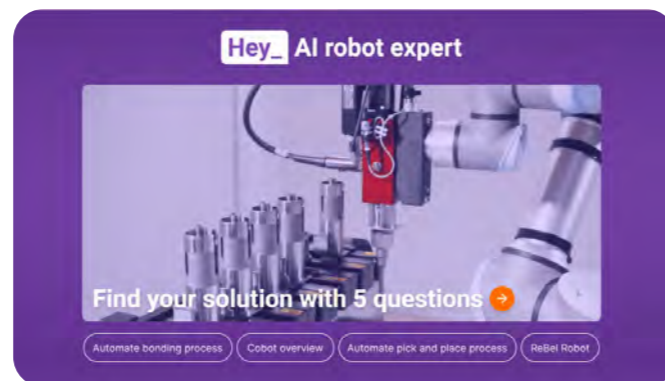 Hey_ AI robot expert
Find your solution with 5 questions
Automate bonding process
Cobot overview
Automate pick and place process
ReBel Robot